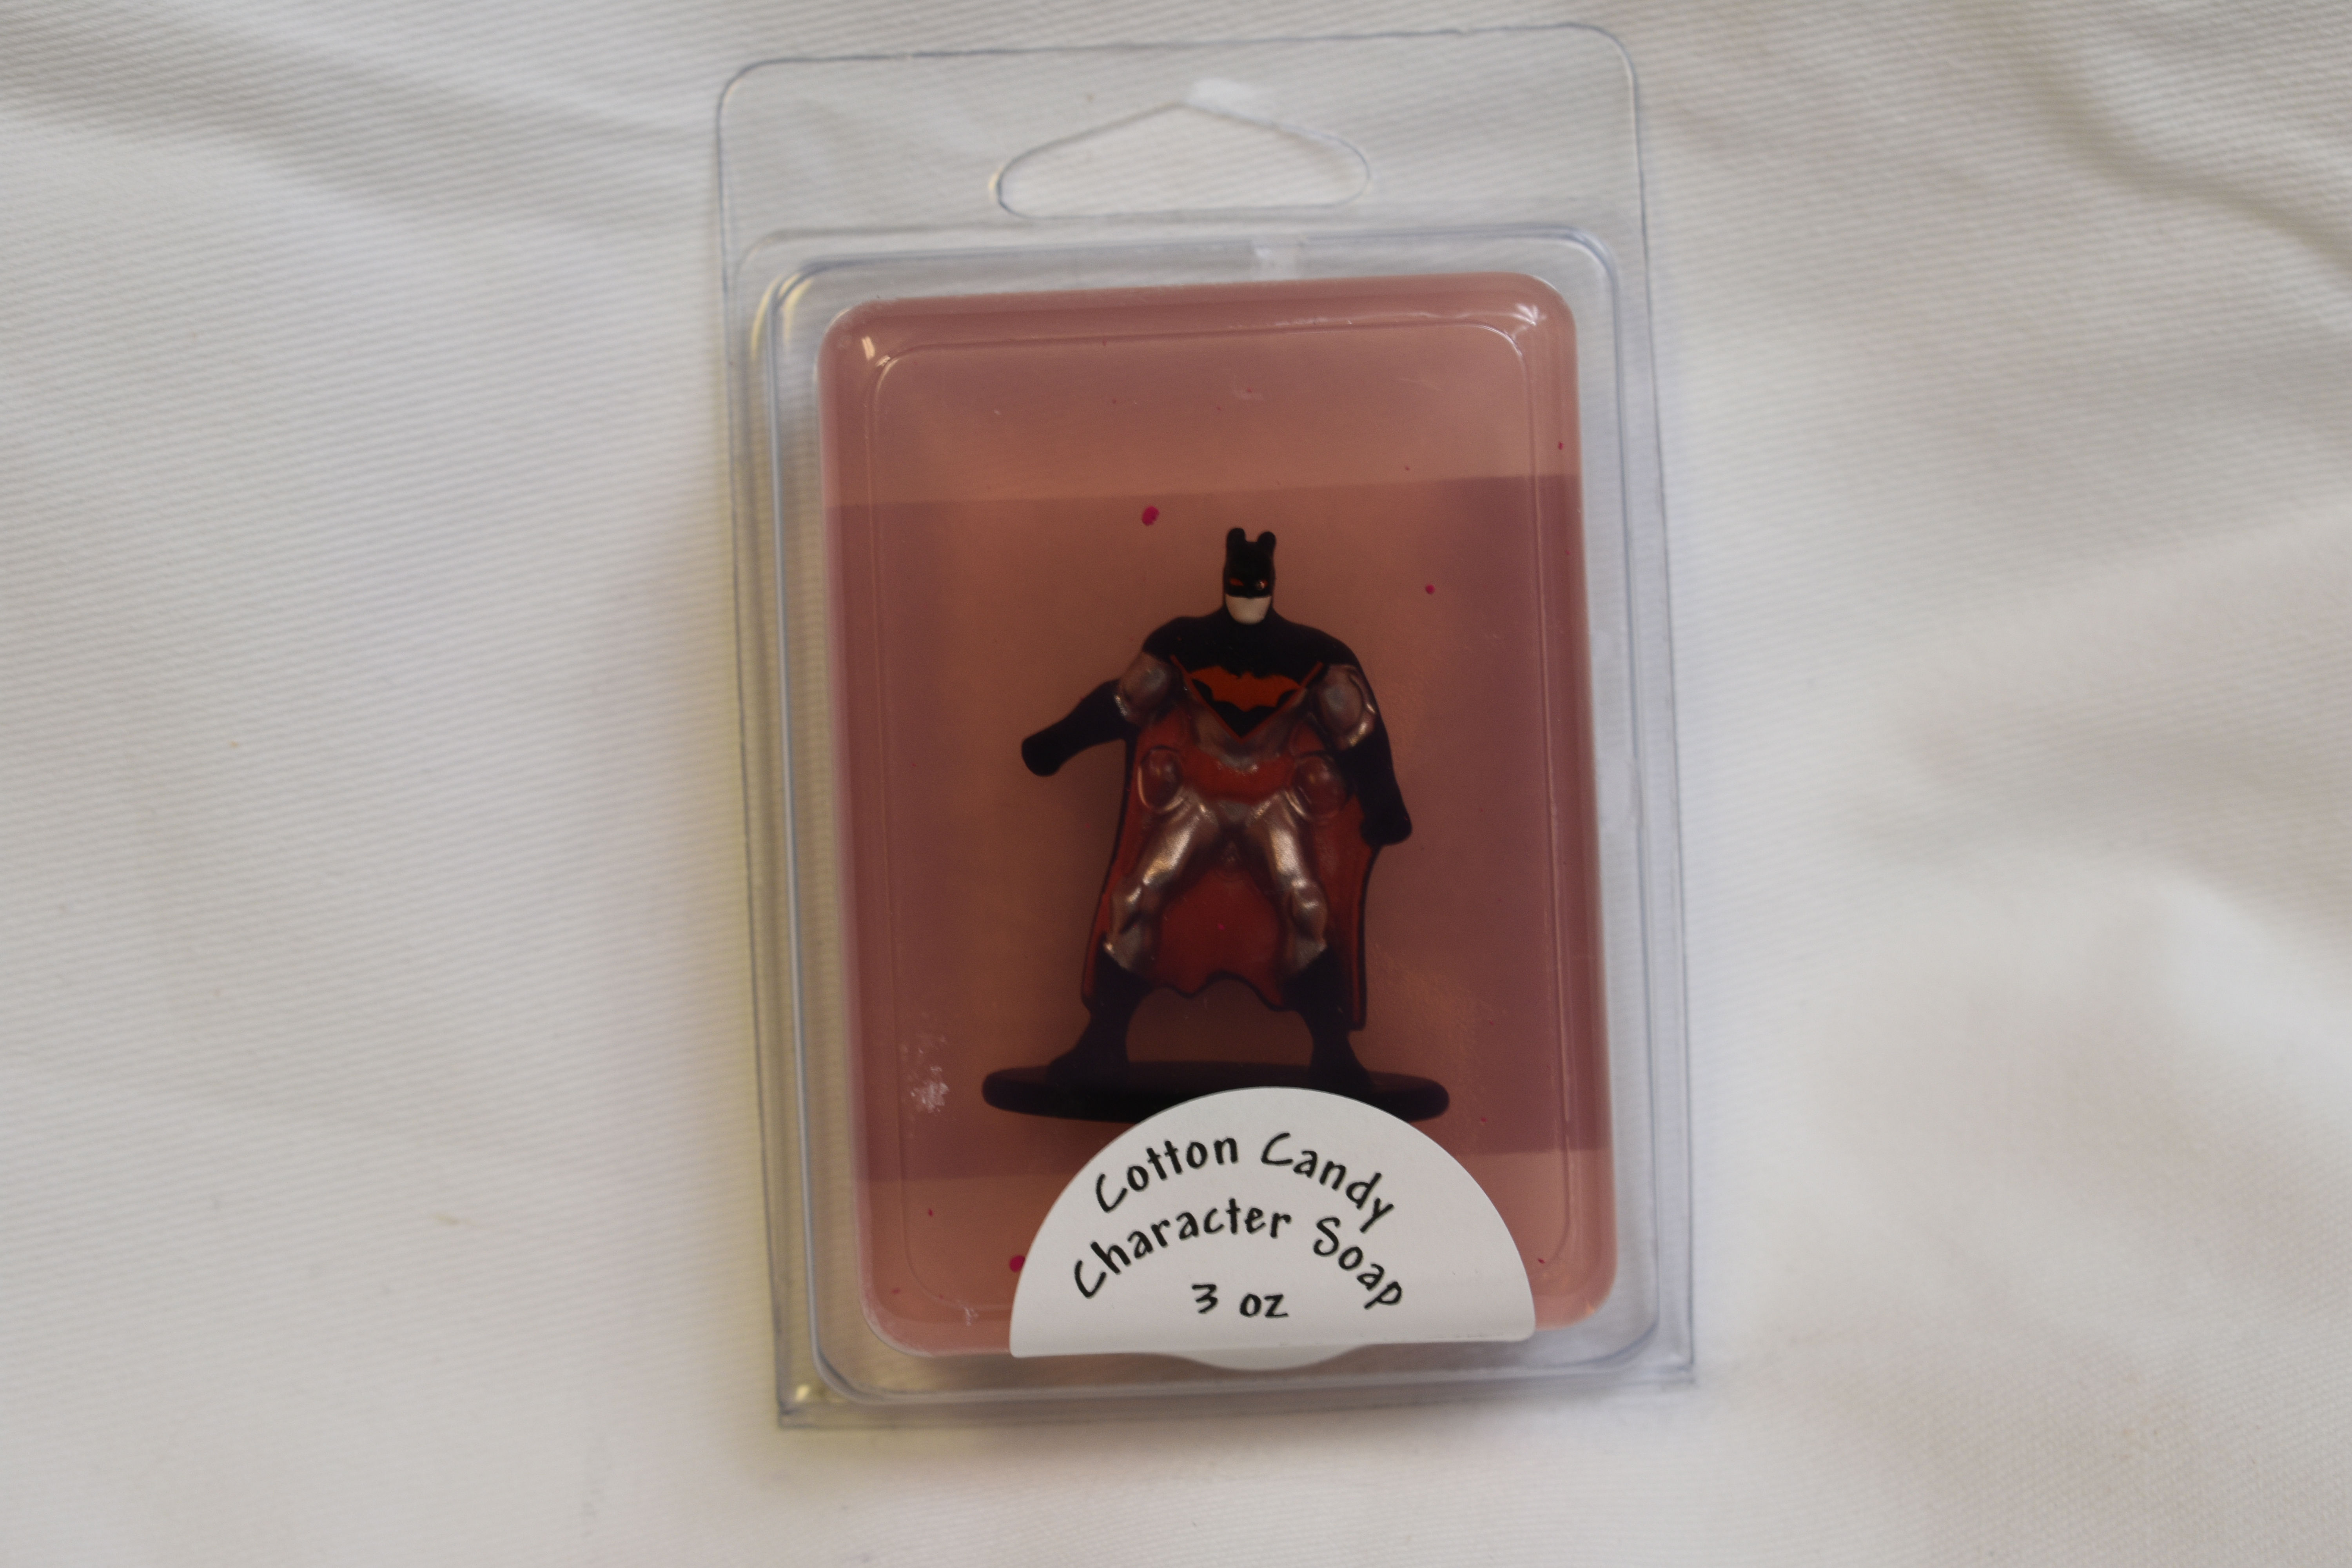 Cotton Candy
Character Soap
3 oz